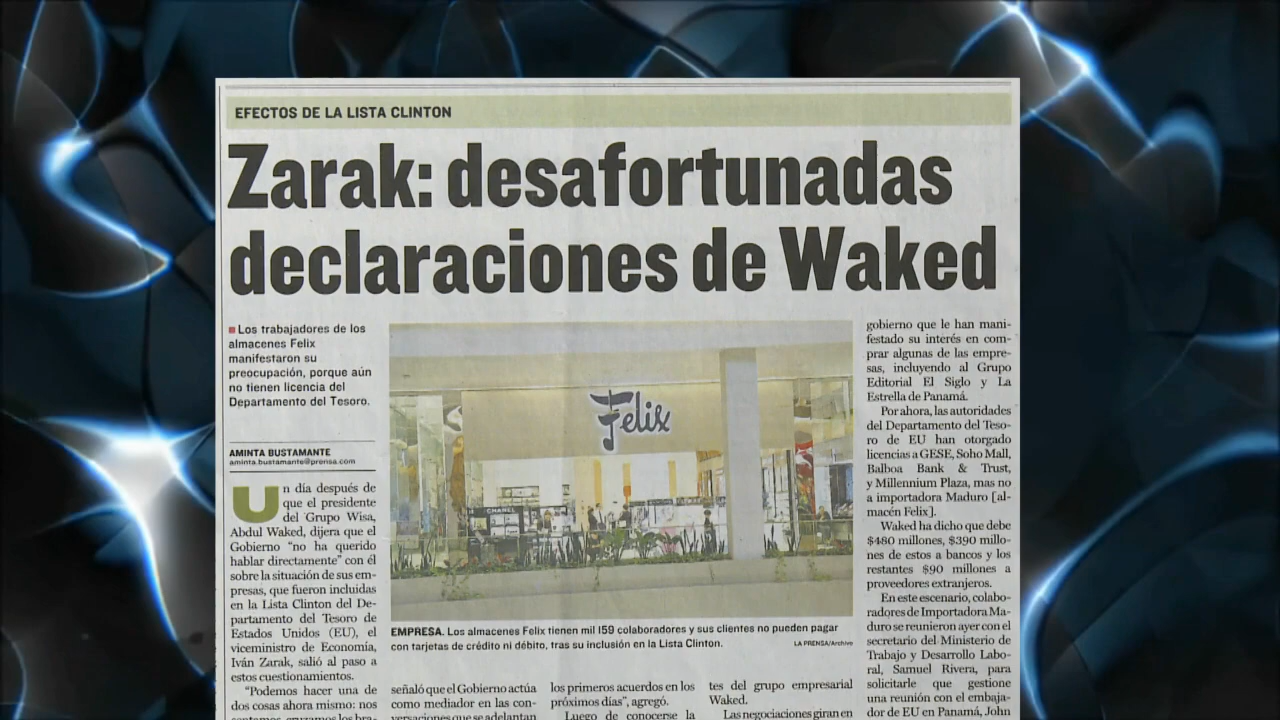 EFECTOS DE LA LISTA CLINTON
Zarak: desafortunadas
declaraciones de Waked
Los trabajadores de los
almacenes Felix
manifestaron su
preocupación, porque aún
no tienen licencia del
Departamento del Tesoro.
AMINTA BUSTAMANTE
aminta.bustamante@prensa.com
Un día después de
que el presidente
del Grupo Wisa,
Abdul Waked, dijera que el
Gobierno “no ha querido
hablar directamente” con él
sobre la situación de sus em-
presas, que fueron incluidas
en la Lista Clinton del De-
partamento del Tesoro de
Estados Unidos (EU), el
viceministro de Economía,
Iván Zarak, salió al paso a
estos cuestionamientos.
“Podemos hacer una de
dos cosas ahora mismo: nos
Felix
CHANEL
EMPRESA. Los almacenes Felix tienen mil 159 colaboradores y sus clientes no pueden pagar
con tarjetas de crédito ni débito, tras su inclusión en la Lista Clinton.
LA PRENSA/Archivo
señaló que el Gobierno actúa
como mediador en las con-
versaciones que se adelantan
los primeros acuerdos en los
próximos días”, agregó.
Luego de conocerse la
tes del grupo empresarial
Waked.
Las negociaciones giran en
gobierno que le han mani-
festado su interés en com-
prar algunas de las empre-
sas, incluyendo al Grupo
Editorial El Siglo y La
Estrella de Panamá.
Por ahora, las autoridades
del Departamento del Teso-
ro de EU han otorgado
licencias a GESE, Soho Mall,
Balboa Bank & Trust,
y Millennium Plaza, mas no
a importadora Maduro [al-
macén Felix].
Waked ha dicho que debe
$480 millones, $390 millo-
nes de estos a bancos y los
restantes $90 millones a
proveedores extranjeros.
En este escenario, colabo-
radores de Importadora Ma-
duro se reunieron ayer con el
secretario del Ministerio de
Trabajo y Desarrollo Labo-
ral, Samuel Rivera, para
solicitarle que gestione
una reunión con el embaja-
dor de EU en Panamá, John